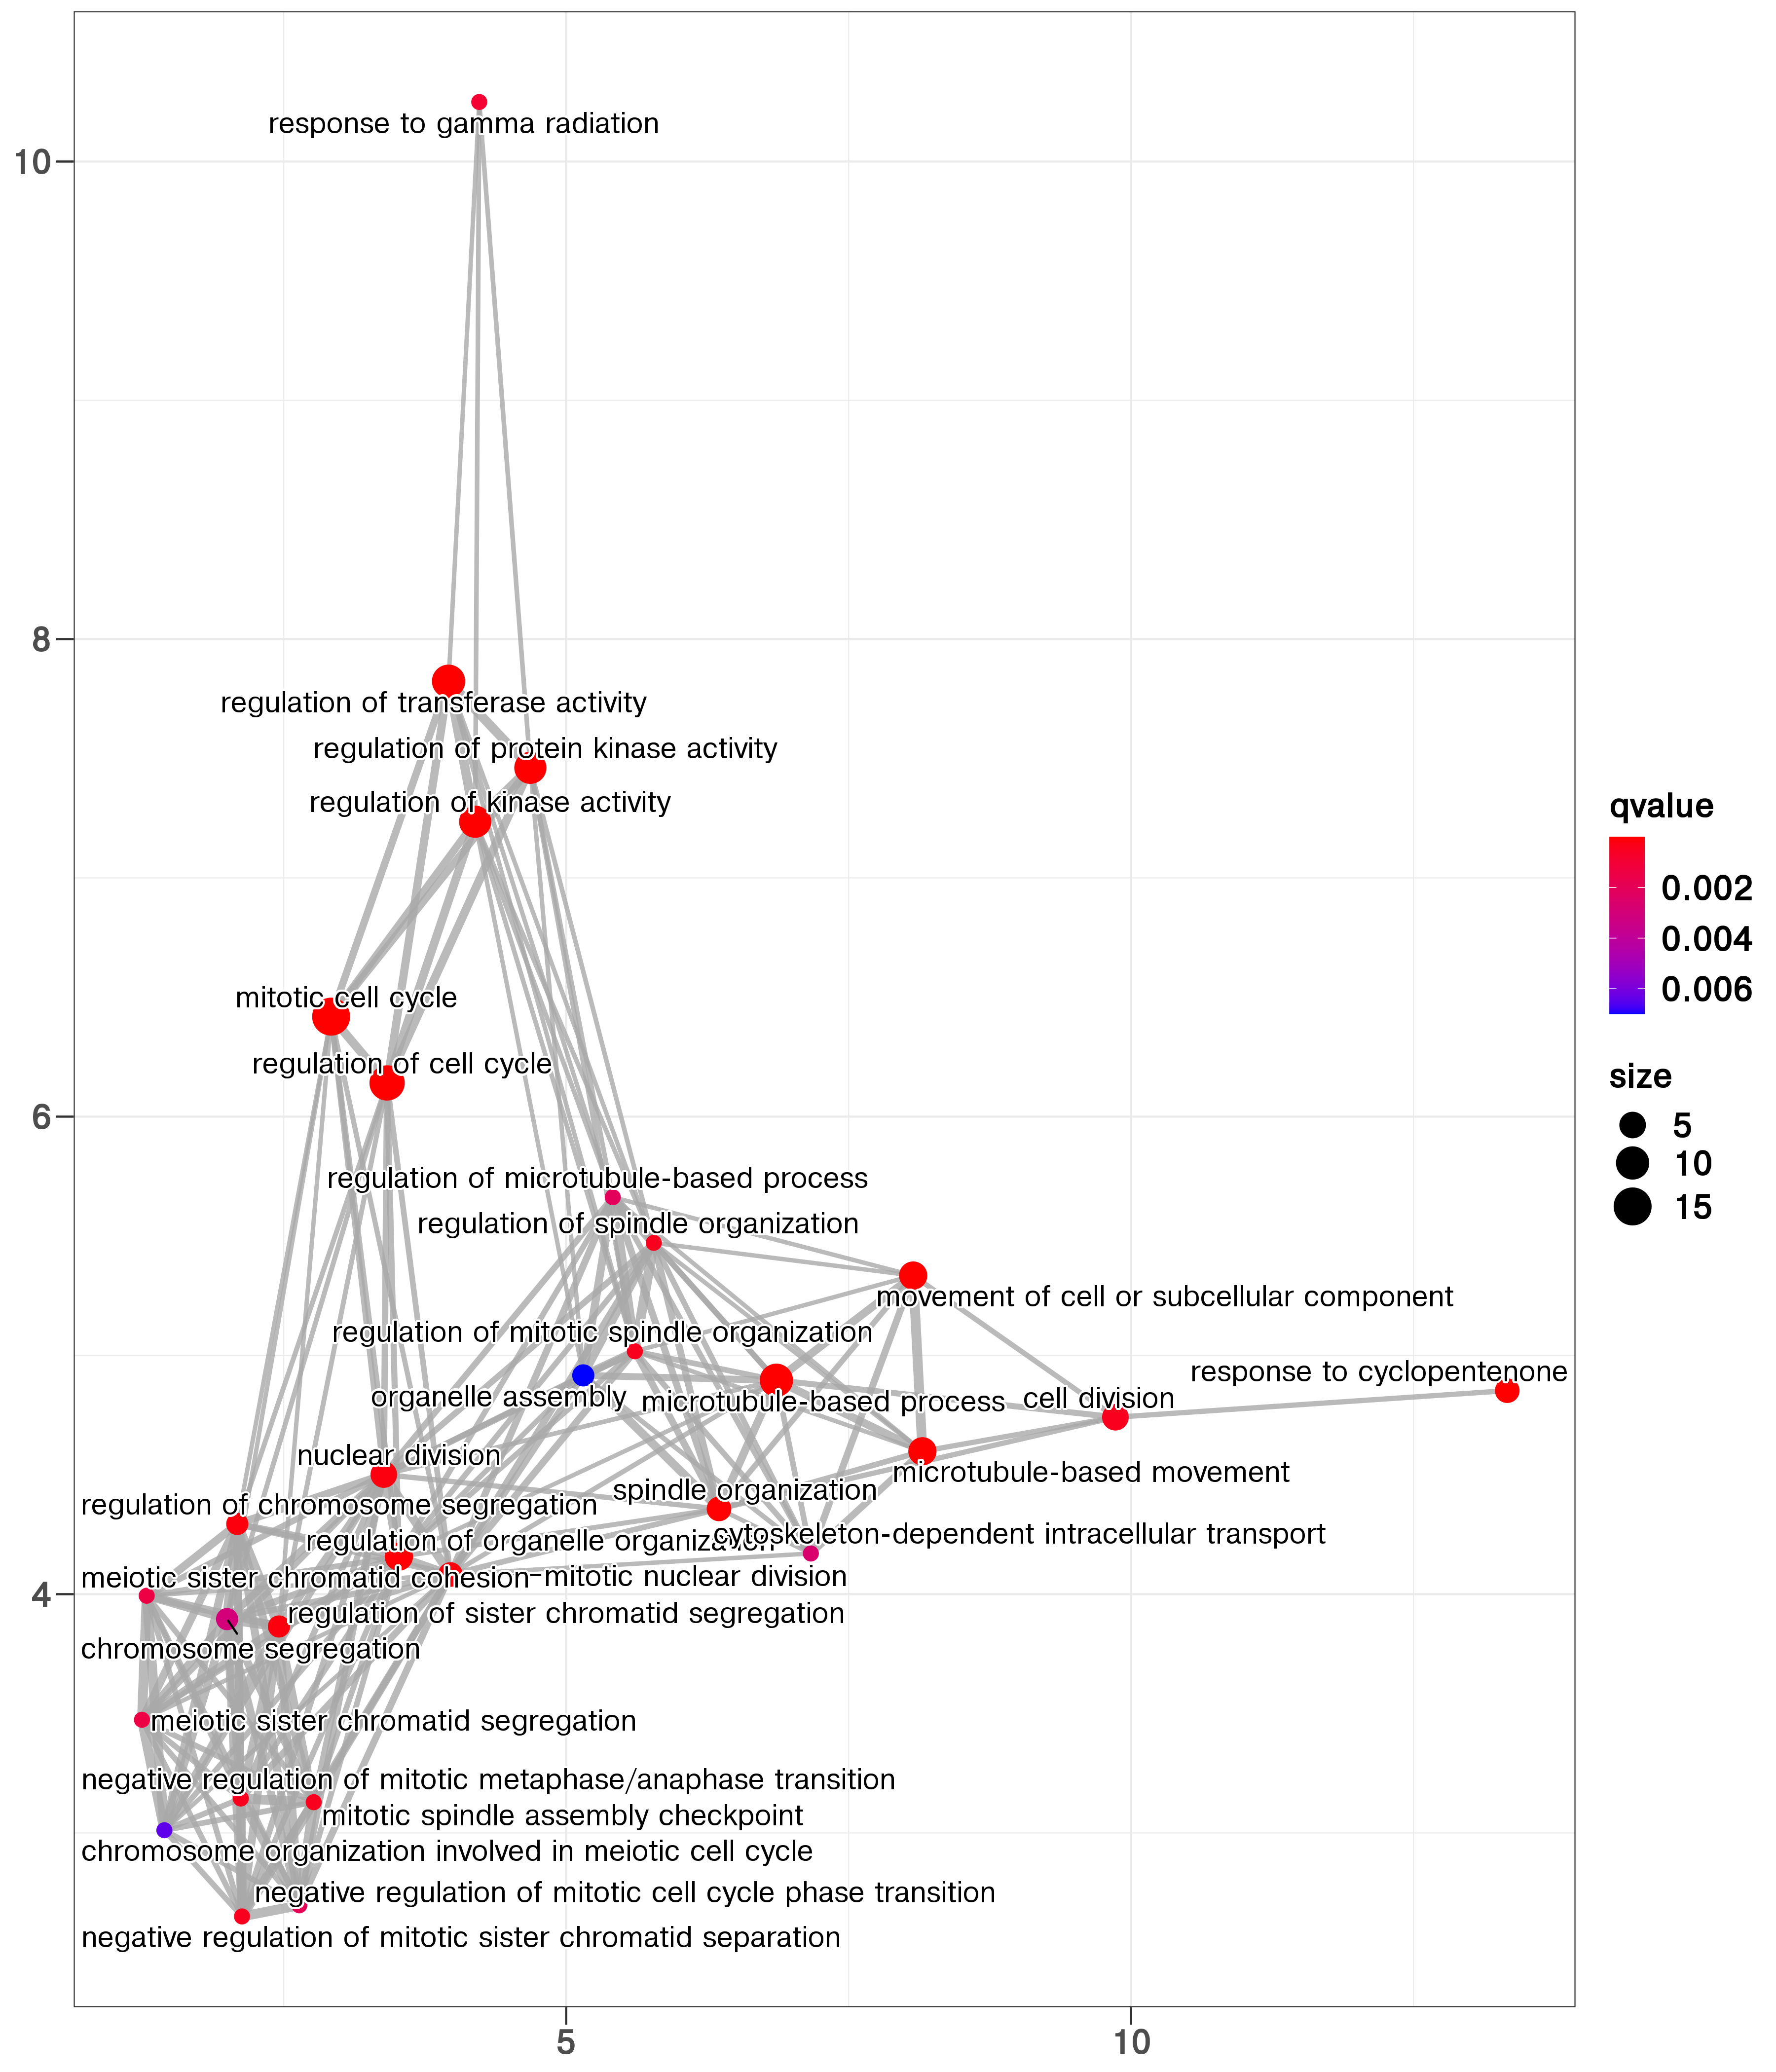 response to gamma radiation
10
8
regulation of transferase activity
regulation of protein kinase activity
regulation of kinase activity
qvalue
0.002
0.004
0.006
mitotic cell cycle
regulation of cell cycle
size
5
10
15
6
regulation of microtubule-based process
regulation of spindle organization
movement of cell or subcellular component
regulation of mitotic spindle organization
response to cyclopentenone
organelle assembly
microtubule-based process
cell division
nuclear division
microtubule-based movement
spindle organization
regulation of chromosome segregation
cytoskeleton-dependent intracellular transport
regulation of organelle organization
meiotic sister chromatid cohesion
mitotic nuclear division
4
regulation of sister chromatid segregation
chromosome segregation
meiotic sister chromatid segregation
negative regulation of mitotic metaphase/anaphase transition
mitotic spindle assembly checkpoint
chromosome organization involved in meiotic cell cycle
negative regulation of mitotic cell cycle phase transition
negative regulation of mitotic sister chromatid separation
5
10